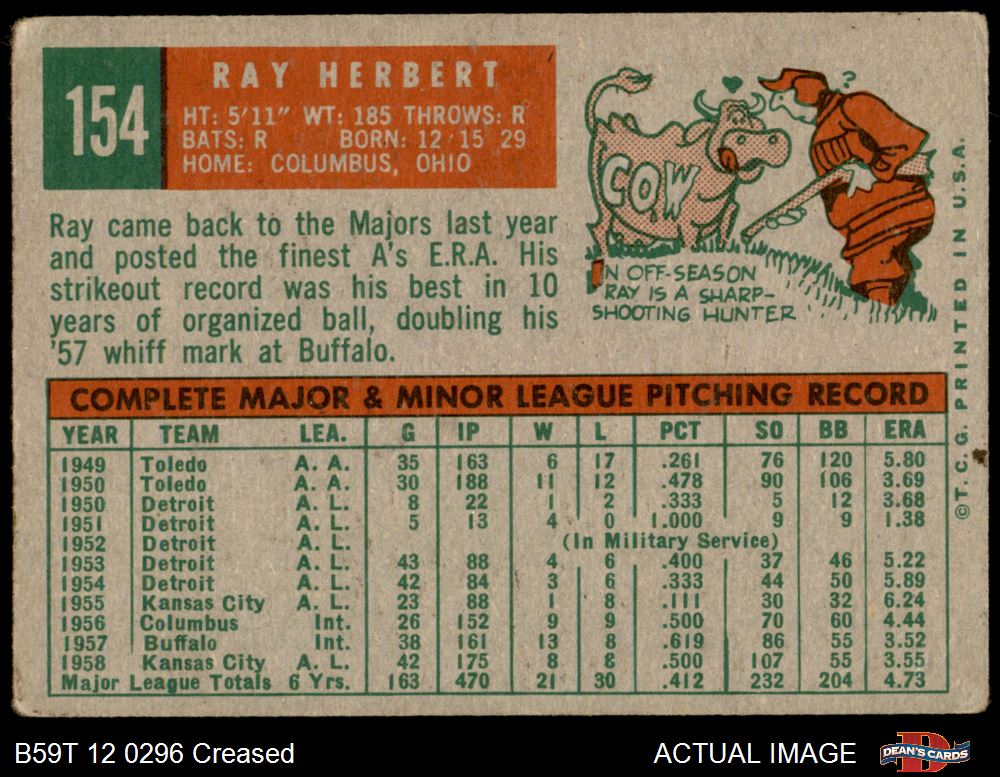 154
RAY HERBERT
HT: 5'11" WT: 185 THROWS: R
BATS: R BORN: 12 15 29
HOME: COLUMBUS, OHIO
Ray came back to the Majors last year
and posted the finest A's E.R.A. His
strikeout record was his best in 10
years of organized ball, doubling his
'57 whiff mark at Buffalo.
?
COW
IN OFF-SEASON
RAY IS A SHARP-
SHOOTING HUNTER
©T. C. G. PRINTED IN U.S.A.
COMPLETE MAJOR & MINOR LEAGUE PITCHING RECORD
YEAR TEAM LEA. G IP W L PCT SO BB ERA
1949 Toledo A. A. 35 163 6 17 .261 76 120 5.80
1950 Toledo A. A. 30 188 11 12 .478 90 106 3.69
1950 Detroit A. L. 8 22 1 2 .333 5 12 3.68
1951 Detroit A. L. 5 13 4 0 1.000 9 9 1.38
1952 Detroit A. L. (In Military Service)
1953 Detroit A. L. 43 88 4 6 .400 37 46 5.22
1954 Detroit A. L. 42 84 3 6 .333 44 50 5.89
1955 Kansas City A. L. 23 88 1 8 .111 30 32 6.24
1956 Columbus Int. 26 152 9 9 .500 70 60 4.44
1957 Buffalo Int. 38 161 13 8 .619 86 55 3.52
1958 Kansas City A. L. 42 175 8 8 .500 107 55 3.55
Major League Totals 6 Yrs. 163 470 21 30 .412 232 204 4.73
B59T 12 0296 Creased
ACTUAL IMAGE
DEAN'S CARDS